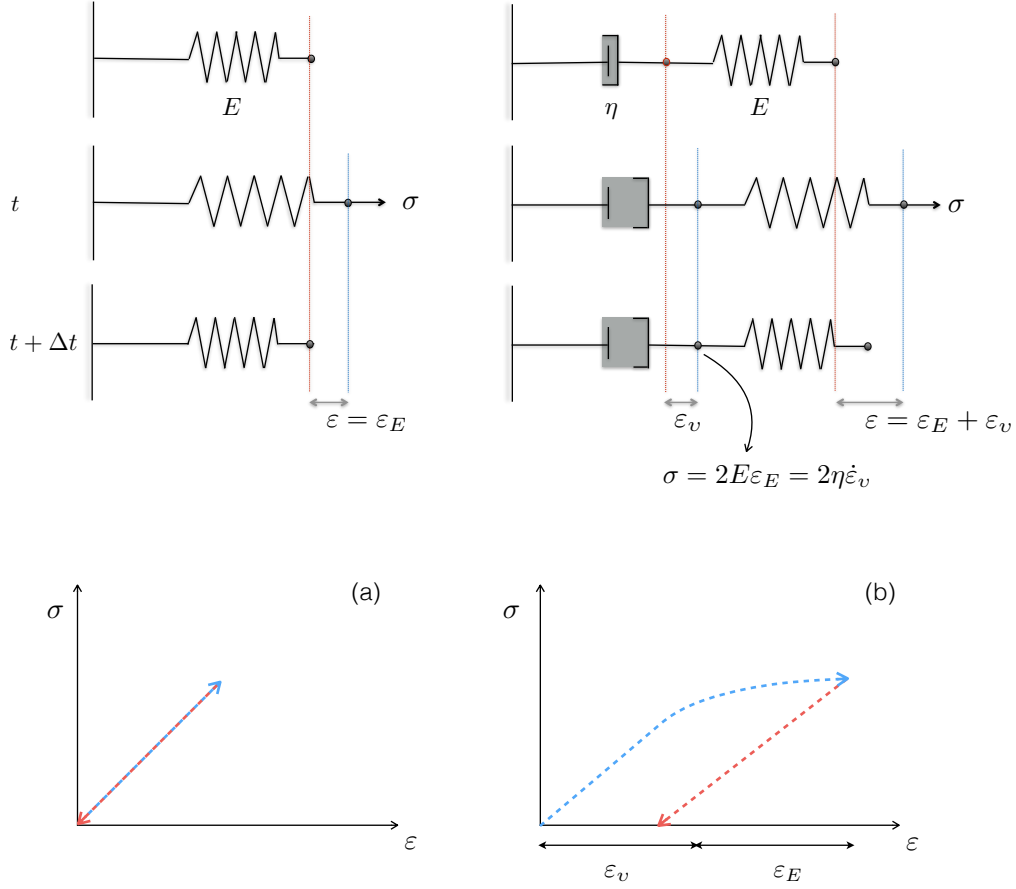 E
η
E
t
σ
σ
t + Δt
ε = ε_E
ε_υ
ε = ε_E + ε_υ
σ = 2Eε_E = 2ηε̇_υ
(a)
(b)
σ
σ
ε
ε
ε_υ
ε_E